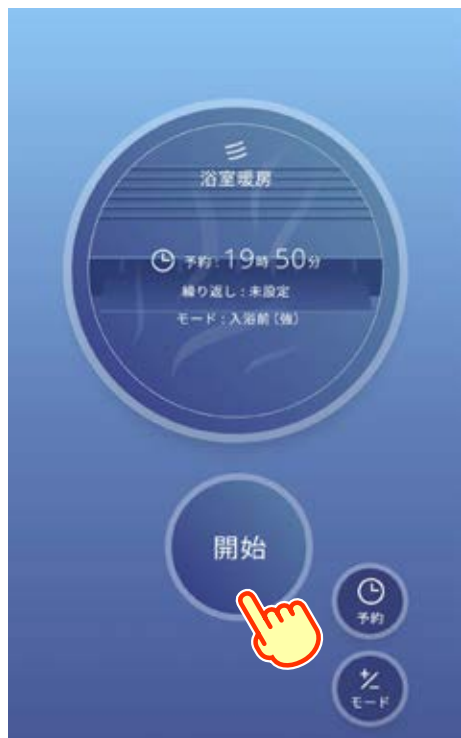 浴室暖房
予約：19時50分
繰り返し：未設定
モード：入浴前（強）
開始
予約
モード